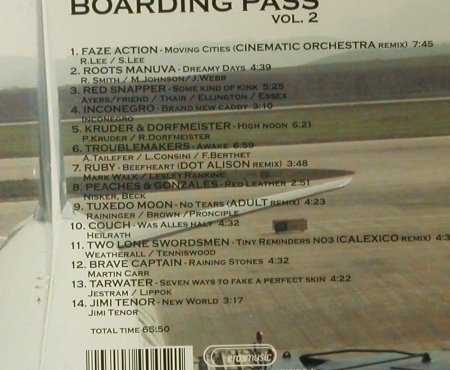 BOARDING PASS
VOL. 2
1. FAZE ACTION - MOVING CITIES (CINEMATIC ORCHESTRA REMIX) 7:45
R.LEE / S.LEE
2. ROOTS MANUVA - DREAMY DAYS 4:39
R. SMITH / M.JOHNSON/J.WEBB
3. RED SNAPPER - SOME KIND OF KINK 5:25
AYERS/FRIEND / THAIR / ELLINGTON / ESSEX
4. INCONEGRO - BRAND NEW CADDY 3:10
INCONEGRO
5. KRUDER & DORFMEISTER - HIGH NOON 6:21
P.KRUDER / R.DORFMEISTER
6. TROUBLEMAKERS - AWAKE 6:59
A.TAILEFER / L.CONSINI / F.BERTHET
7. RUBY - BEEFHEART (DOT ALISON REMIX) 3:48
MARK WALK / LESLEY RANKINE
8. PEACHES & GONZALES - RED LEATHER 2:51
NISKER, BECK
9. TUXEDO MOON - NO TEARS (ADULT REMIX) 4:23
RAININGER / BROWN / PRONCIPLE
10. COUCH - WAS ALLES HALT 4:32
HEILRATH
11. TWO LONE SWORDSMEN - TINY REMINDERS NO3 (CALEXICO REMIX) 4:3
WEATHERALL / TENNISWOOD
12. BRAVE CAPTAIN - RAINING STONES 4:32
MARTIN CARR
13. TARWATER - SEVEN WAYS TO FAKE A PERFECT SKIN 4:22
JESTRAM / LIPPOK
14. JIMI TENOR - NEW WORLD 3:17
JIMI TENOR
TOTAL TIME 65:50
erosmusic